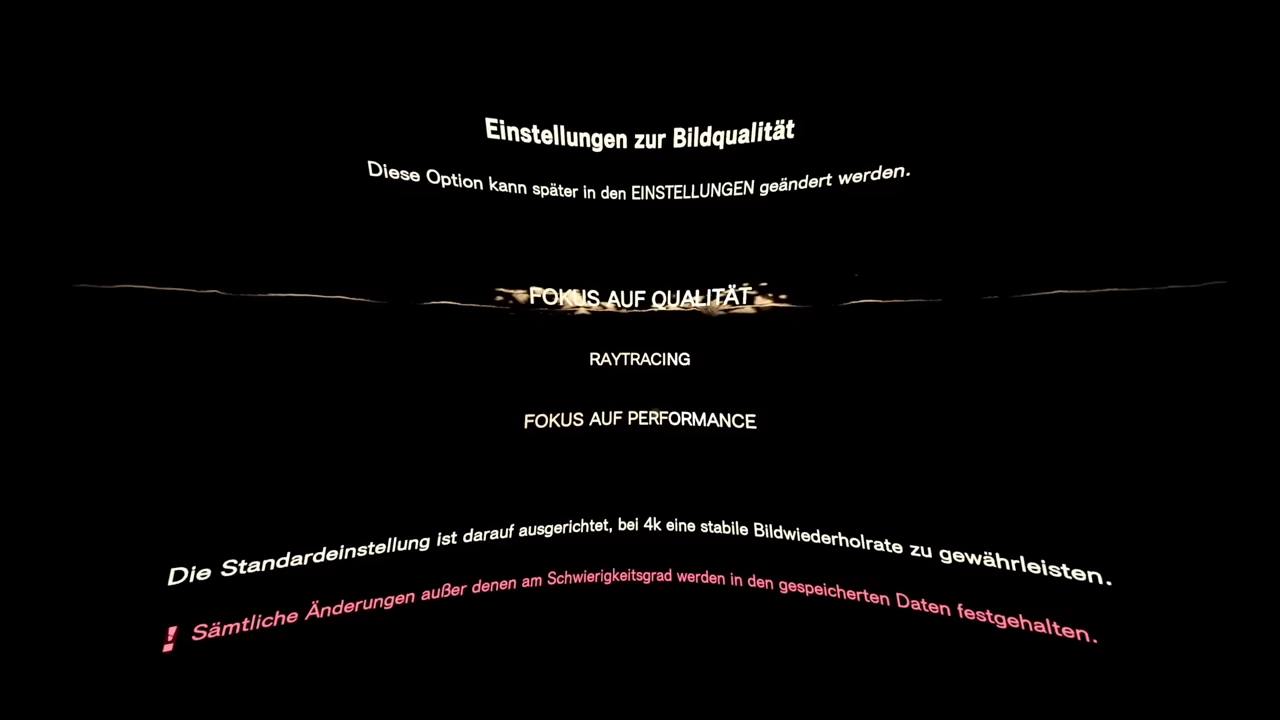 Einstellungen zur Bildqualität
Diese Option kann später in den EINSTELLUNGEN geändert werden.
FOKUS AUF QUALITÄT
RAYTRACING
FOKUS AUF PERFORMANCE
Die Standardeinstellung ist darauf ausgerichtet, bei 4k eine stabile Bildwiederholrate zu gewährleisten.
! Sämtliche Änderungen außer denen am Schwierigkeitsgrad werden in den gespeicherten Daten festgehalten.